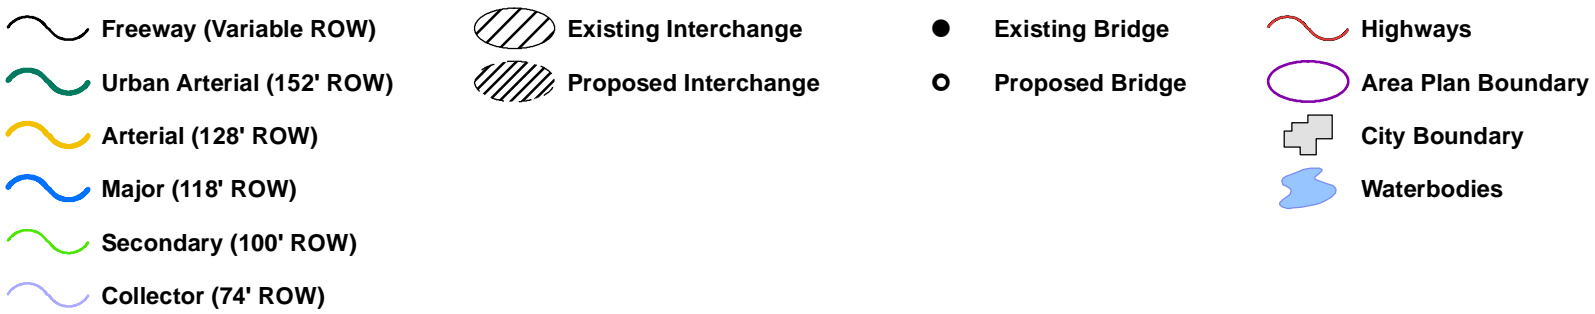 Freeway (Variable ROW)
Urban Arterial (152' ROW)
Arterial (128' ROW)
Major (118' ROW)
Secondary (100' ROW)
Collector (74' ROW)
Existing Interchange
Proposed Interchange
Existing Bridge
Proposed Bridge
Highways
Area Plan Boundary
City Boundary
Waterbodies